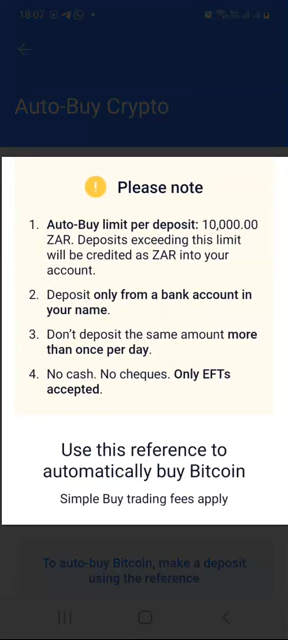 18:07
Auto-Buy Crypto
Please note
1. Auto-Buy limit per deposit: 10,000.00
ZAR. Deposits exceeding this limit
will be credited as ZAR into your
account.
2. Deposit only from a bank account in
your name.
3. Don't deposit the same amount more
than once per day.
4. No cash. No cheques. Only EFTs
accepted.
Use this reference to
automatically buy Bitcoin
Simple Buy trading fees apply
To auto-buy Bitcoin, make a deposit
using the reference